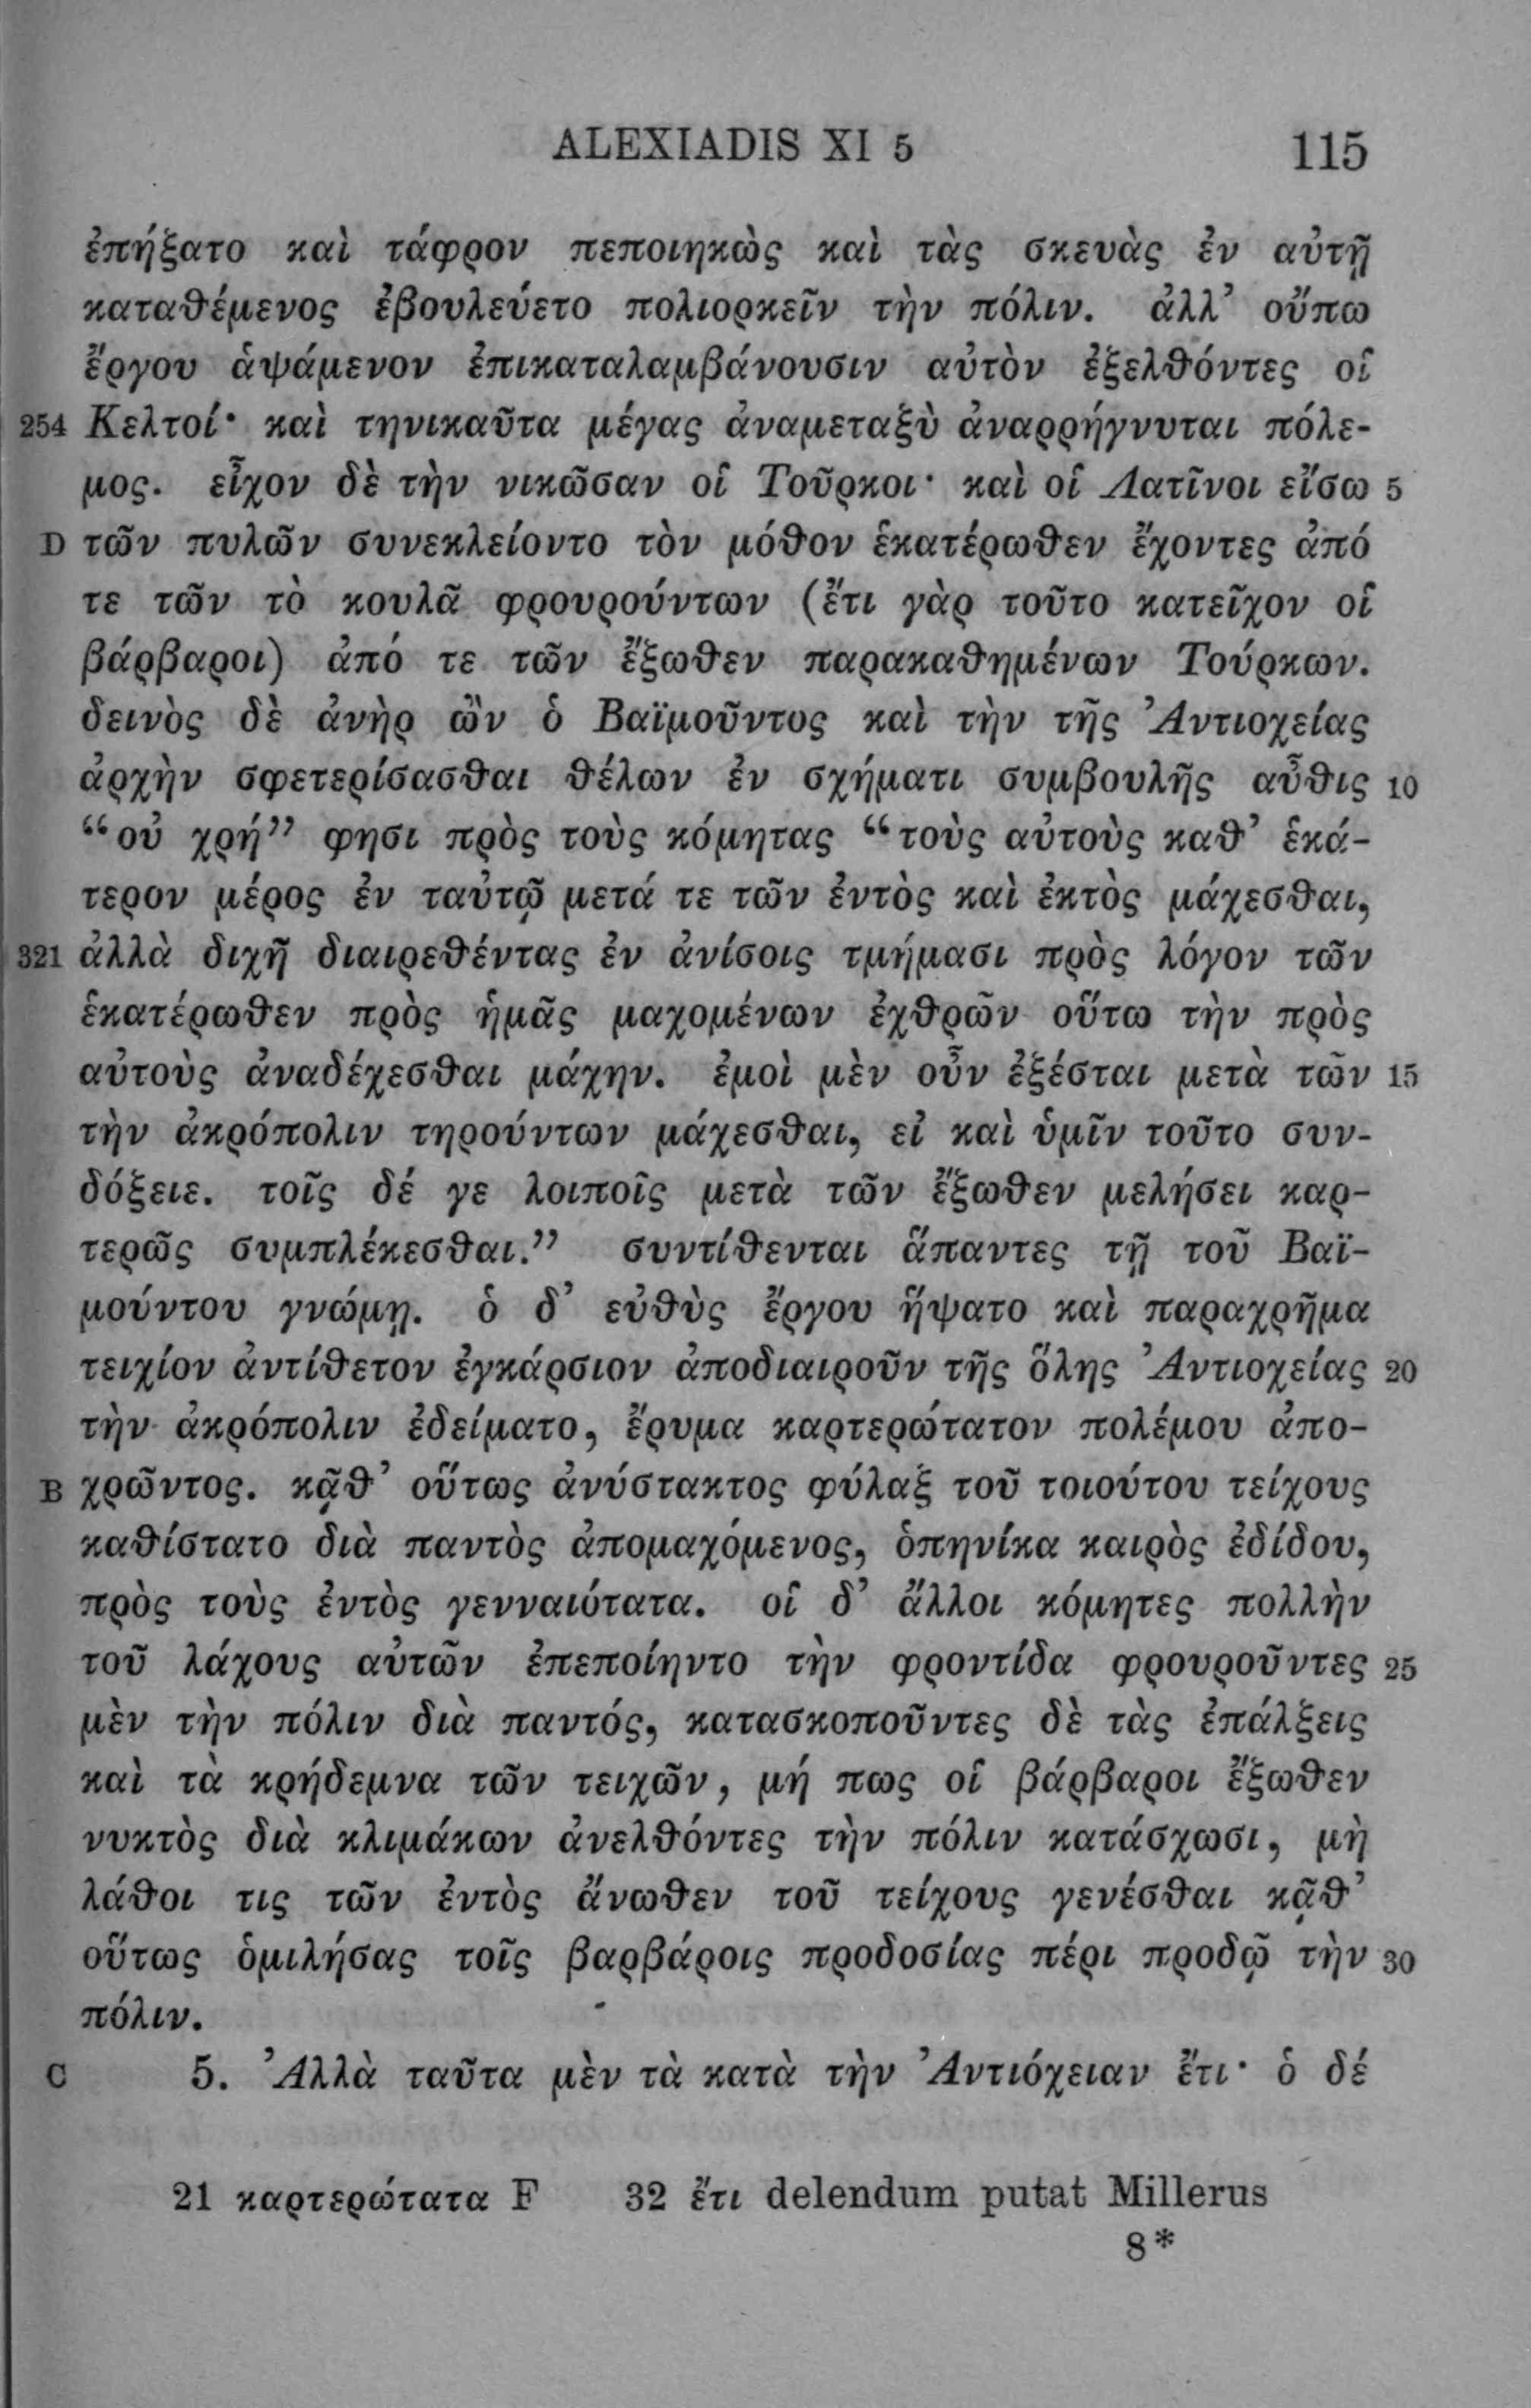 ALEXIADIS XI 5 115
ἐπήξατο καὶ τάφρον πεποιηκὼς καὶ τὰς σκευὰς ἐν αὐτῇ
καταθέμενος ἐβουλεύετο πολιορκεῖν τὴν πόλιν. ἀλλ’ οὔπω
ἔργου ἁψάμενον ἐπικαταλαμβάνουσιν αὐτὸν ἐξελθόντες οἱ
254 Κελτοί· καὶ τηνικαῦτα μέγας ἀναμεταξὺ ἀναρρήγνυται πόλε-
μος. εἶχον δὲ τὴν νικῶσαν οἱ Τοῦρκοι· καὶ οἱ Λατῖνοι εἴσω 5
D τῶν πυλῶν συνεκλείοντο τὸν μόθον ἑκατέρωθεν ἔχοντες ἀπό
τε τῶν τὸ κουλᾶ φρουρούντων (ἔτι γὰρ τοῦτο κατεῖχον οἱ
βάρβαροι) ἀπό τε τῶν ἔξωθεν παρακαθημένων Τούρκων.
δεινὸς δὲ ἀνὴρ ὢν ὁ Βαϊμοῦντος καὶ τὴν τῆς Ἀντιοχείας
ἀρχὴν σφετερίσασθαι θέλων ἐν σχήματι συμβουλῆς αὖθις 10
“οὐ χρή” φησι πρὸς τοὺς κόμητας “τοὺς αὐτοὺς καθ’ ἑκά-
τερον μέρος ἐν ταὐτῷ μετά τε τῶν ἐντὸς καὶ ἐκτὸς μάχεσθαι,
321 ἀλλὰ διχῇ διαιρεθέντας ἐν ἀνίσοις τμήμασι πρὸς λόγον τῶν
ἑκατέρωθεν πρὸς ἡμᾶς μαχομένων ἐχθρῶν οὕτω τὴν πρὸς
αὐτοὺς ἀναδέχεσθαι μάχην. ἐμοὶ μὲν οὖν ἐξέσται μετὰ τῶν 15
τὴν ἀκρόπολιν τηρούντων μάχεσθαι, εἰ καὶ ὑμῖν τοῦτο συν-
δόξειε. τοῖς δέ γε λοιποῖς μετὰ τῶν ἔξωθεν μελήσει καρ-
τερῶς συμπλέκεσθαι.” συντίθενται ἅπαντες τῇ τοῦ Βαϊ-
μούντου γνώμῃ. ὁ δ’ εὐθὺς ἔργου ἥψατο καὶ παραχρῆμα
τειχίον ἀντίθετον ἐγκάρσιον ἀποδιαιροῦν τῆς ὅλης Ἀντιοχείας 20
τὴν ἀκρόπολιν ἐδείματο, ἔρυμα καρτερώτατον πολέμου ἀπο-
B χρῶντος. κᾷθ’ οὕτως ἀνύστακτος φύλαξ τοῦ τοιούτου τείχους
καθίστατο διὰ παντὸς ἀπομαχόμενος, ὁπηνίκα καιρὸς ἐδίδου,
πρὸς τοὺς ἐντὸς γενναιότατα. οἱ δ’ ἄλλοι κόμητες πολλὴν
τοῦ λάχους αὐτῶν ἐπεποίηντο τὴν φροντίδα φρουροῦντες 25
μὲν τὴν πόλιν διὰ παντός, κατασκοποῦντες δὲ τὰς ἐπάλξεις
καὶ τὰ κρήδεμνα τῶν τειχῶν, μή πως οἱ βάρβαροι ἔξωθεν
νυκτὸς διὰ κλιμάκων ἀνελθόντες τὴν πόλιν κατάσχωσι, μὴ
λάθοι τις τῶν ἐντὸς ἄνωθεν τοῦ τείχους γενέσθαι κᾷθ’
οὕτως ὁμιλήσας τοῖς βαρβάροις προδοσίας πέρι προδῷ τὴν 30
πόλιν.
C 5. Ἀλλὰ ταῦτα μὲν τὰ κατὰ τὴν Ἀντιόχειαν ἔτι· ὁ δέ
21 καρτερώτατα F 32 ἔτι delendum putat Millerus
8*